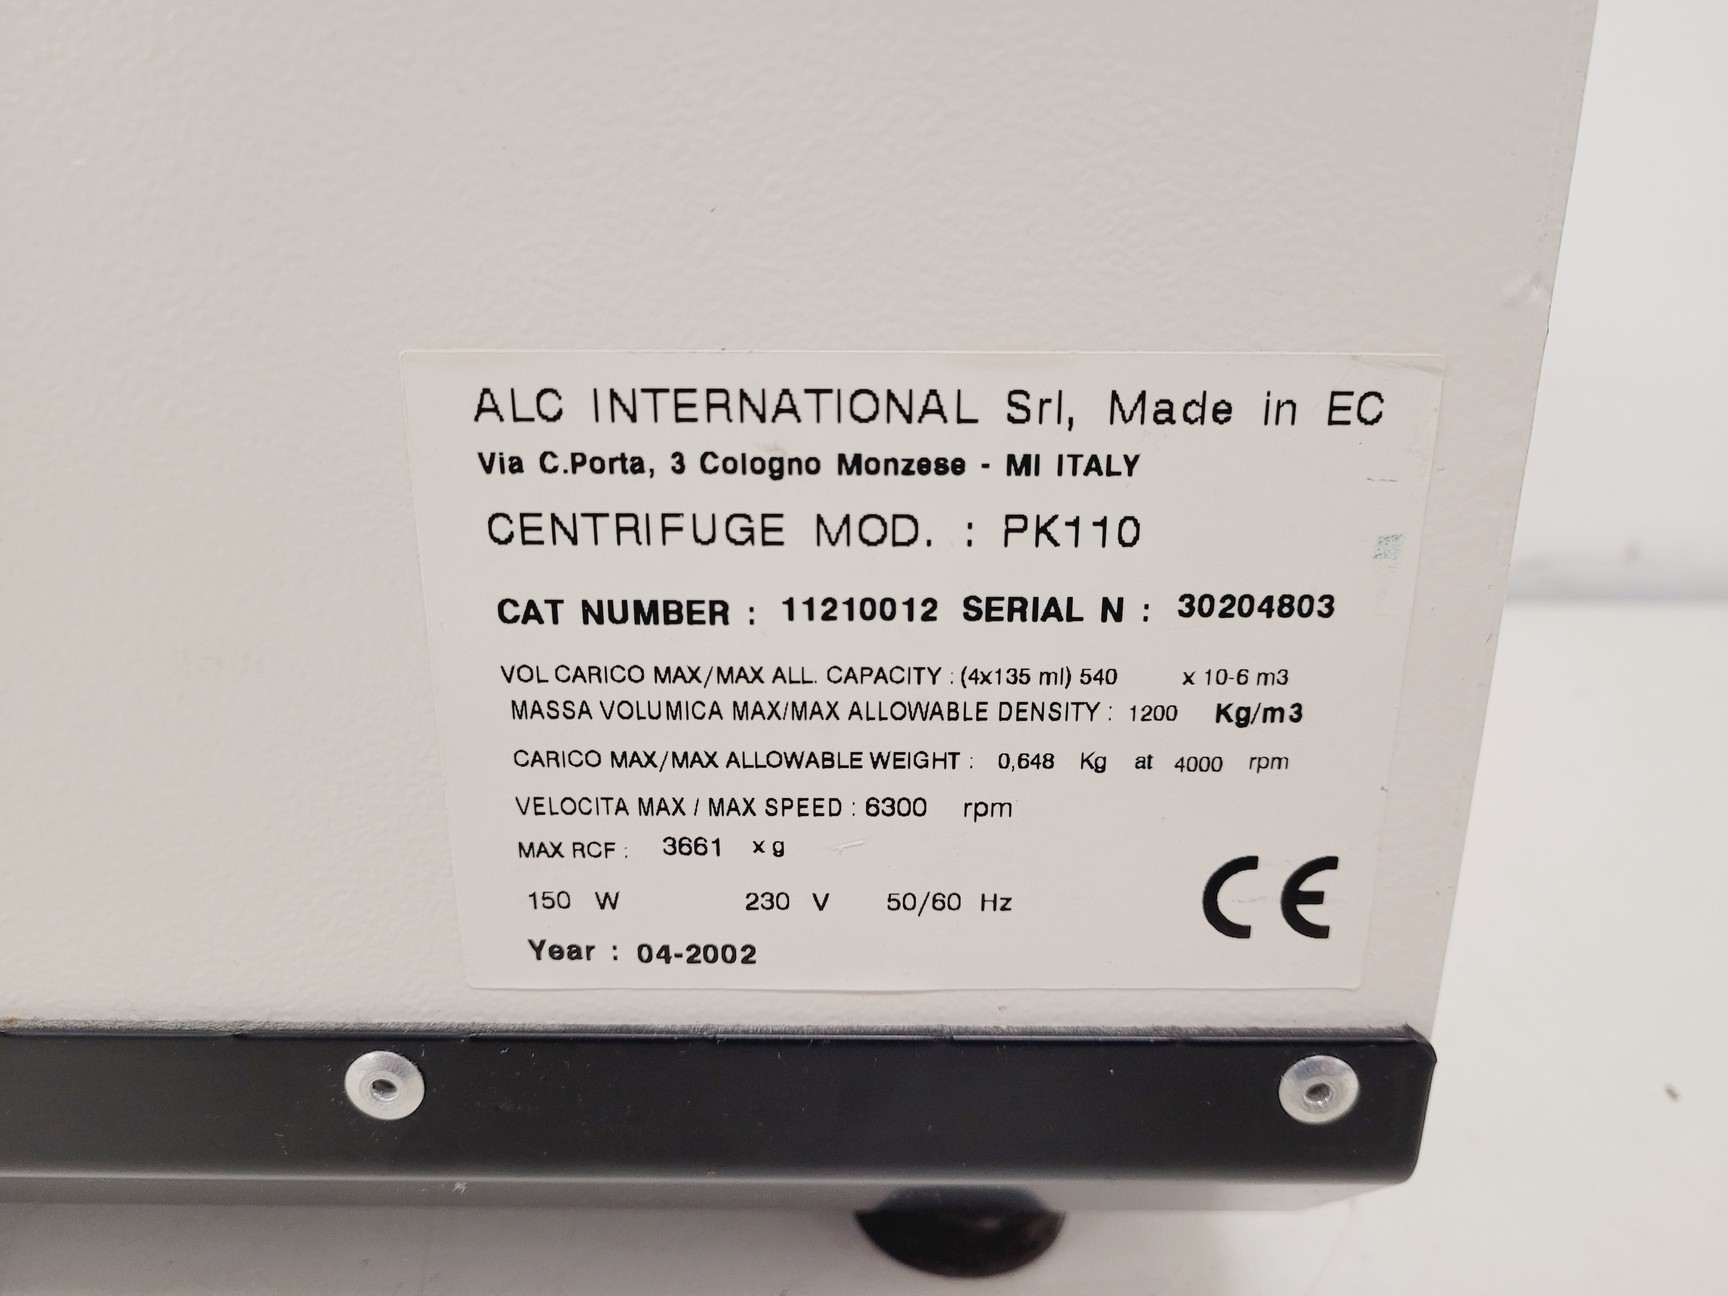 ALC INTERNATIONAL Srl, Made in EC
Via C.Porta, 3 Cologno Monzese - MI ITALY
CENTRIFUGE MOD. : PK110
CAT NUMBER : 11210012 SERIAL N : 30204803
VOL CARICO MAX/MAX ALL. CAPACITY : (4x135 ml) 540 x 10-6 m3
MASSA VOLUMICA MAX/MAX ALLOWABLE DENSITY : 1200 Kg/m3
CARICO MAX/MAX ALLOWABLE WEIGHT : 0,648 Kg at 4000 rpm
VELOCITA MAX / MAX SPEED : 6300 rpm
MAX RCF : 3661 x g
150 W 230 V 50/60 Hz
Year : 04-2002
CE